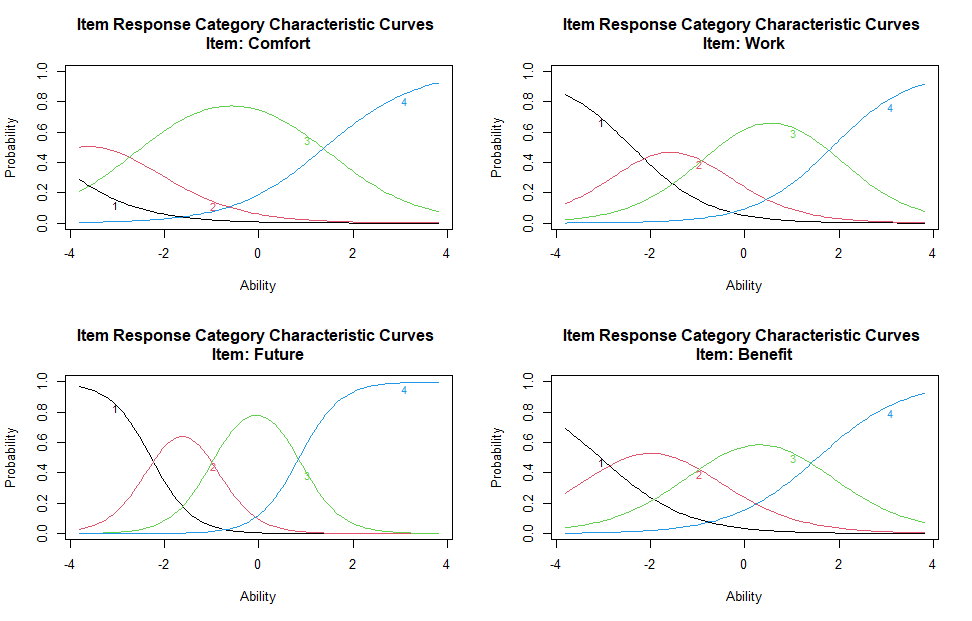 Item Response Category Characteristic Curves
Item: Comfort
Probability
0.0 0.2 0.4 0.6 0.8 1.0
1 2 3 4
-4 -2 0 2 4
Ability
Item Response Category Characteristic Curves
Item: Work
Probability
0.0 0.2 0.4 0.6 0.8 1.0
1 2 3 4
-4 -2 0 2 4
Ability
Item Response Category Characteristic Curves
Item: Future
Probability
0.0 0.2 0.4 0.6 0.8 1.0
1 2 3 4
-4 -2 0 2 4
Ability
Item Response Category Characteristic Curves
Item: Benefit
Probability
0.0 0.2 0.4 0.6 0.8 1.0
1 2 3 4
-4 -2 0 2 4
Ability